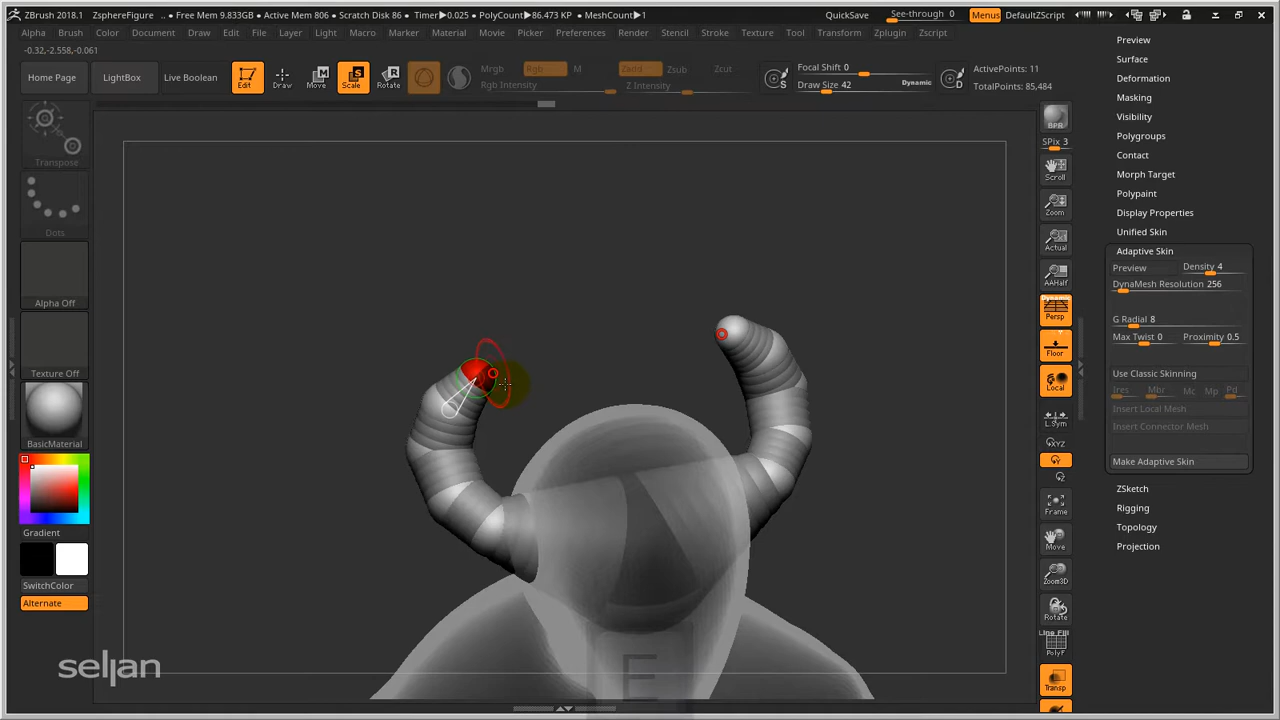 ZBrush 2018.1 ZsphereFigure .. • Free Mem 9.833GB • Active Mem 806 • Scratch Disk 86 • Timer▶0.025 • PolyCount▶86.473 KP • MeshCount▶1 QuickSave See-through 0 Menus DefaultZScript
Alpha Brush Color Document Draw Edit File Layer Light Macro Marker Material Movie Picker Preferences Render Stencil Stroke Texture Tool Transform Zplugin Zscript
-0.32,-2.558,-0.061
Home Page LightBox Live Boolean Edit Draw Move Scale Rotate
Mrgb Rgb M Zadd Zsub Zcut
Rgb Intensity Z Intensity
Focal Shift 0
Draw Size 42 Dynamic
S D
ActivePoints: 11
TotalPoints: 85,484
Transpose
Dots
Alpha Off
Texture Off
BasicMaterial
Gradient
SwitchColor
Alternate
seljan
E
BPR
SPix 3
Scroll
Zoom
Actual
AAHalf
Persp
Floor
Local
L.Sym
XYZ
Y
Z
Frame
Move
Zoom3D
Rotate
Line Fill
PolyF
Transp
Preview
Surface
Deformation
Masking
Visibility
Polygroups
Contact
Morph Target
Polypaint
Display Properties
Unified Skin
Adaptive Skin
Preview Density 4
DynaMesh Resolution 256
G Radial 8
Max Twist 0 Proximity 0.5
Use Classic Skinning
Ires Mbr Mc Mp Pd
Insert Local Mesh
Insert Connector Mesh
Make Adaptive Skin
ZSketch
Rigging
Topology
Projection